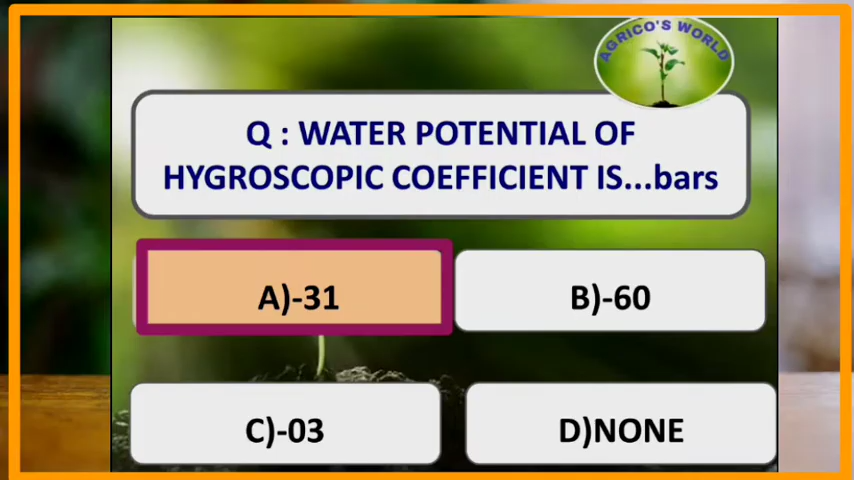 AGRICO'S WORLD
Q : WATER POTENTIAL OF
HYGROSCOPIC COEFFICIENT IS...bars
A)-31
B)-60
C)-03
D)NONE